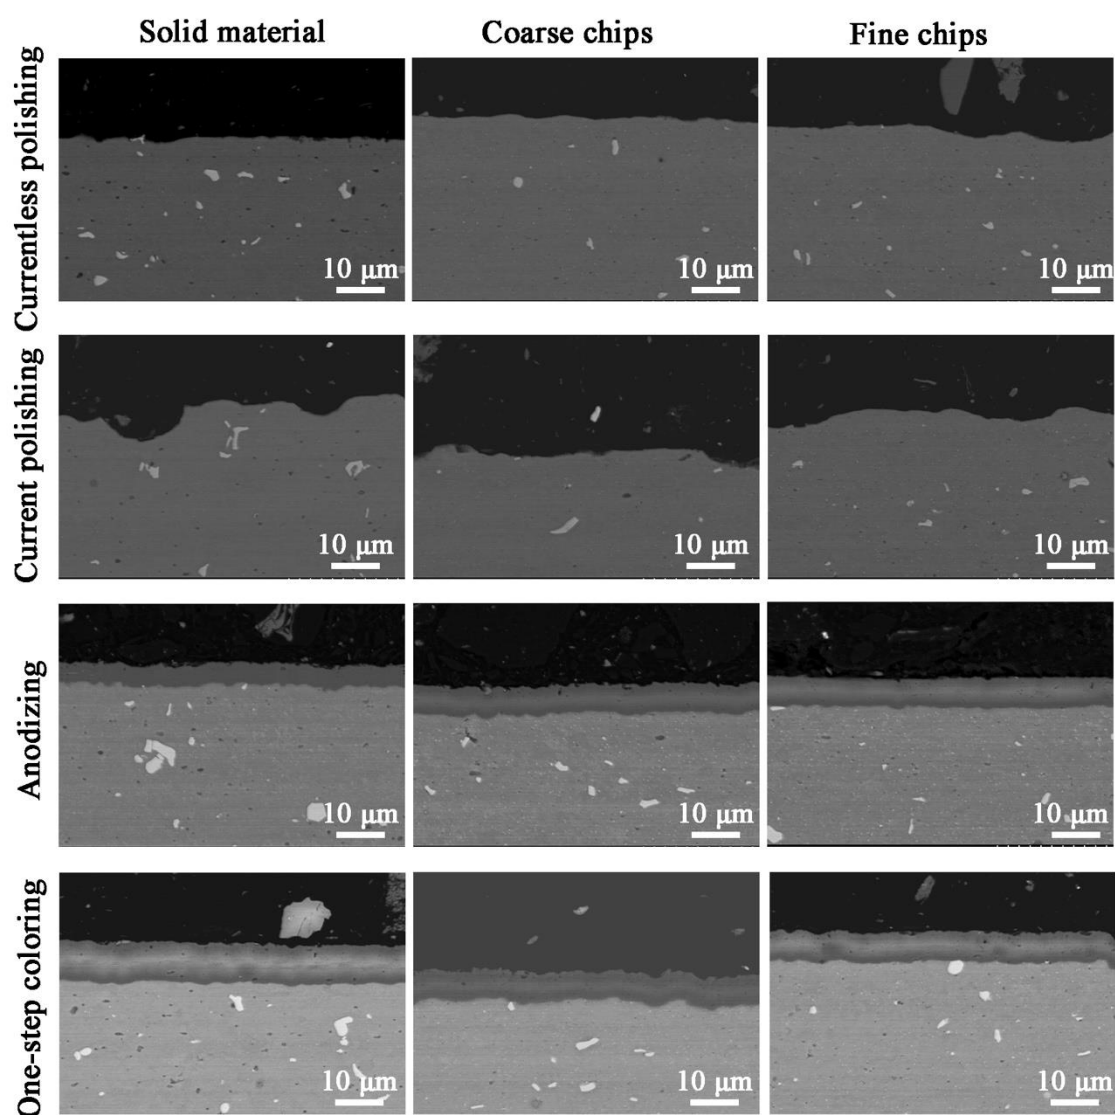 Solid material Coarse chips Fine chips
Currentless polishing
10 μm 10 μm 10 μm
Current polishing
10 μm 10 μm 10 μm
Anodizing
10 μm 10 μm 10 μm
One-step coloring
10 μm 10 μm 10 μm